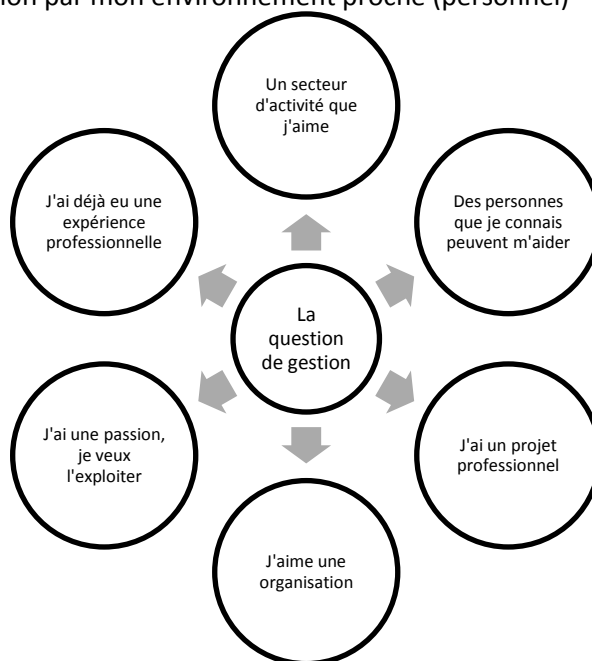 par mon environnement proche (personnel)
Un secteur
d'activité que
j'aime
J'ai déjà eu une
expérience
professionnelle
Des personnes
que je connais
peuvent m'aider
La
question
de gestion
J'ai une passion,
je veux
l'exploiter
J'ai un projet
professionnel
J'aime une
organisation